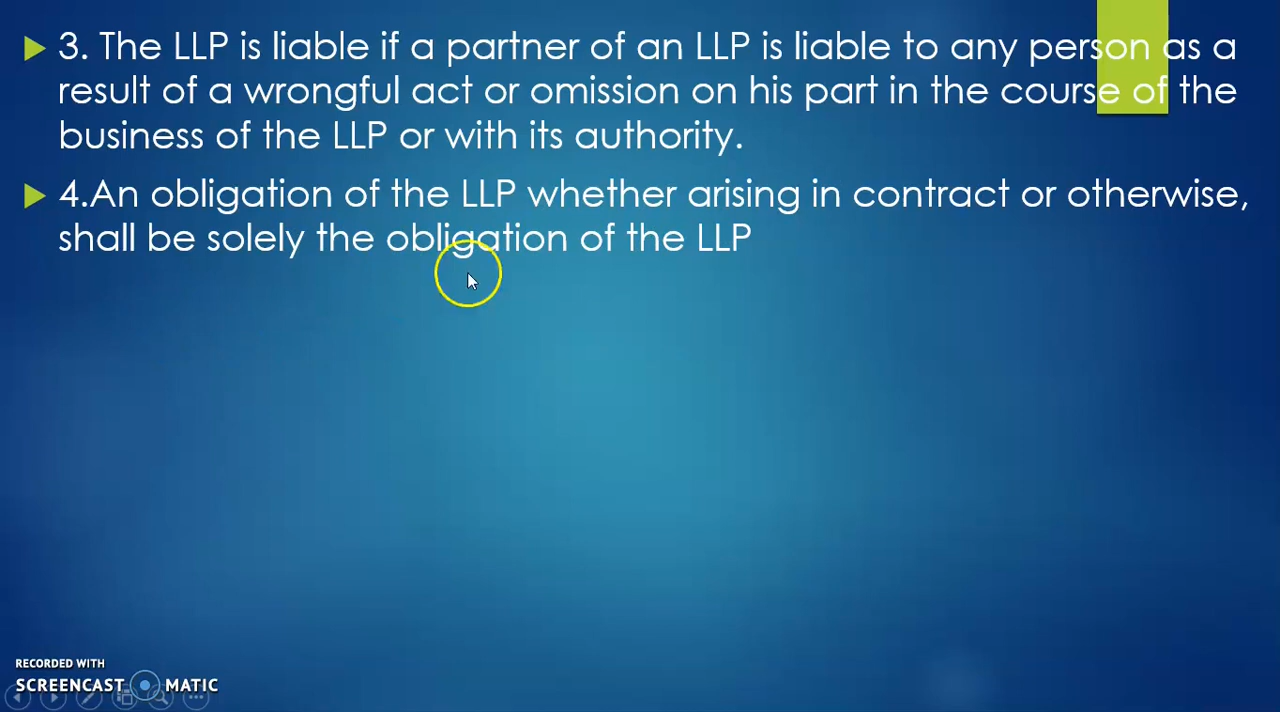 3. The LLP is liable if a partner of an LLP is liable to any person as a
result of a wrongful act or omission on his part in the course of the
business of the LLP or with its authority.
4.An obligation of the LLP whether arising in contract or otherwise,
shall be solely the obligation of the LLP
RECORDED WITH
SCREENCAST MATIC